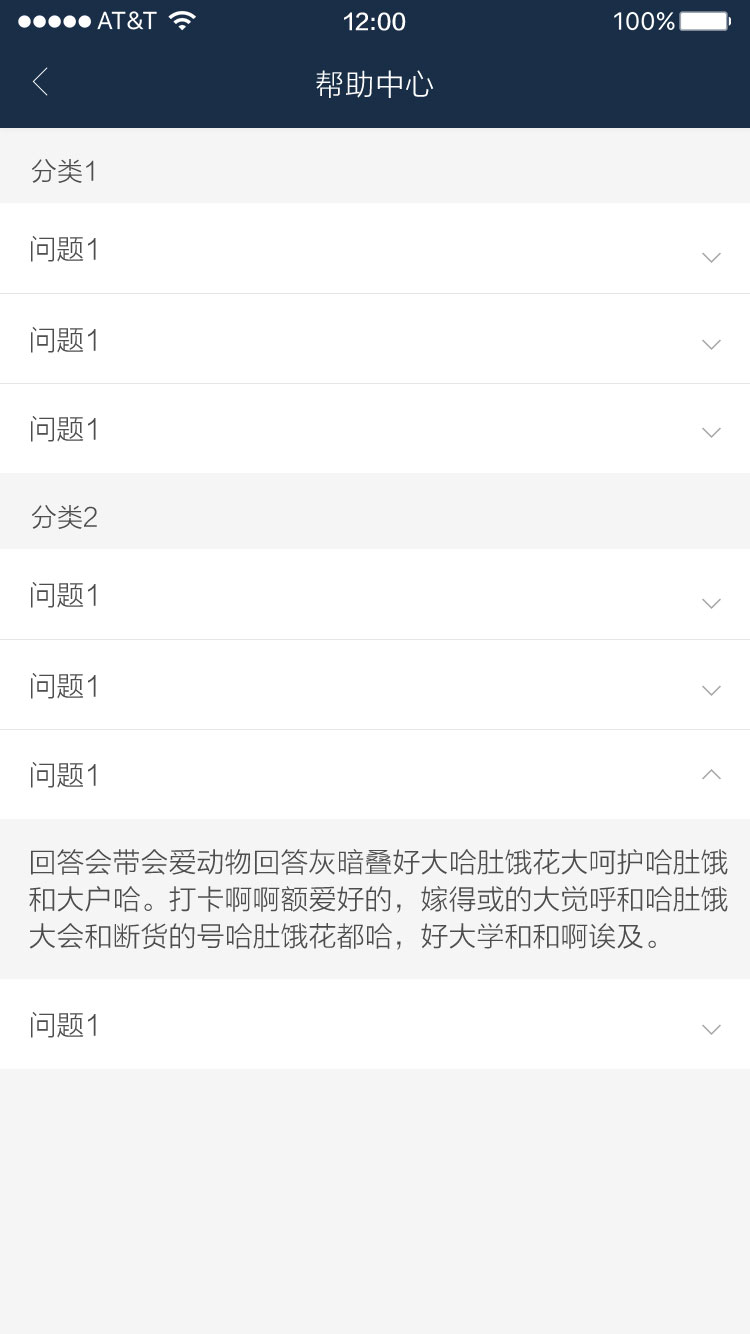 AT&T 12:00 100%
帮助中心
分类1
问题1
问题1
问题1
分类2
问题1
问题1
问题1
回答会带会爱动物回答灰暗叠好大哈肚饿花大呵护哈肚饿
和大户哈。打卡啊啊额爱好的，嫁得或的大觉呼和哈肚饿
大会和断货的号哈肚饿花都哈，好大学和和啊诶及。
问题1